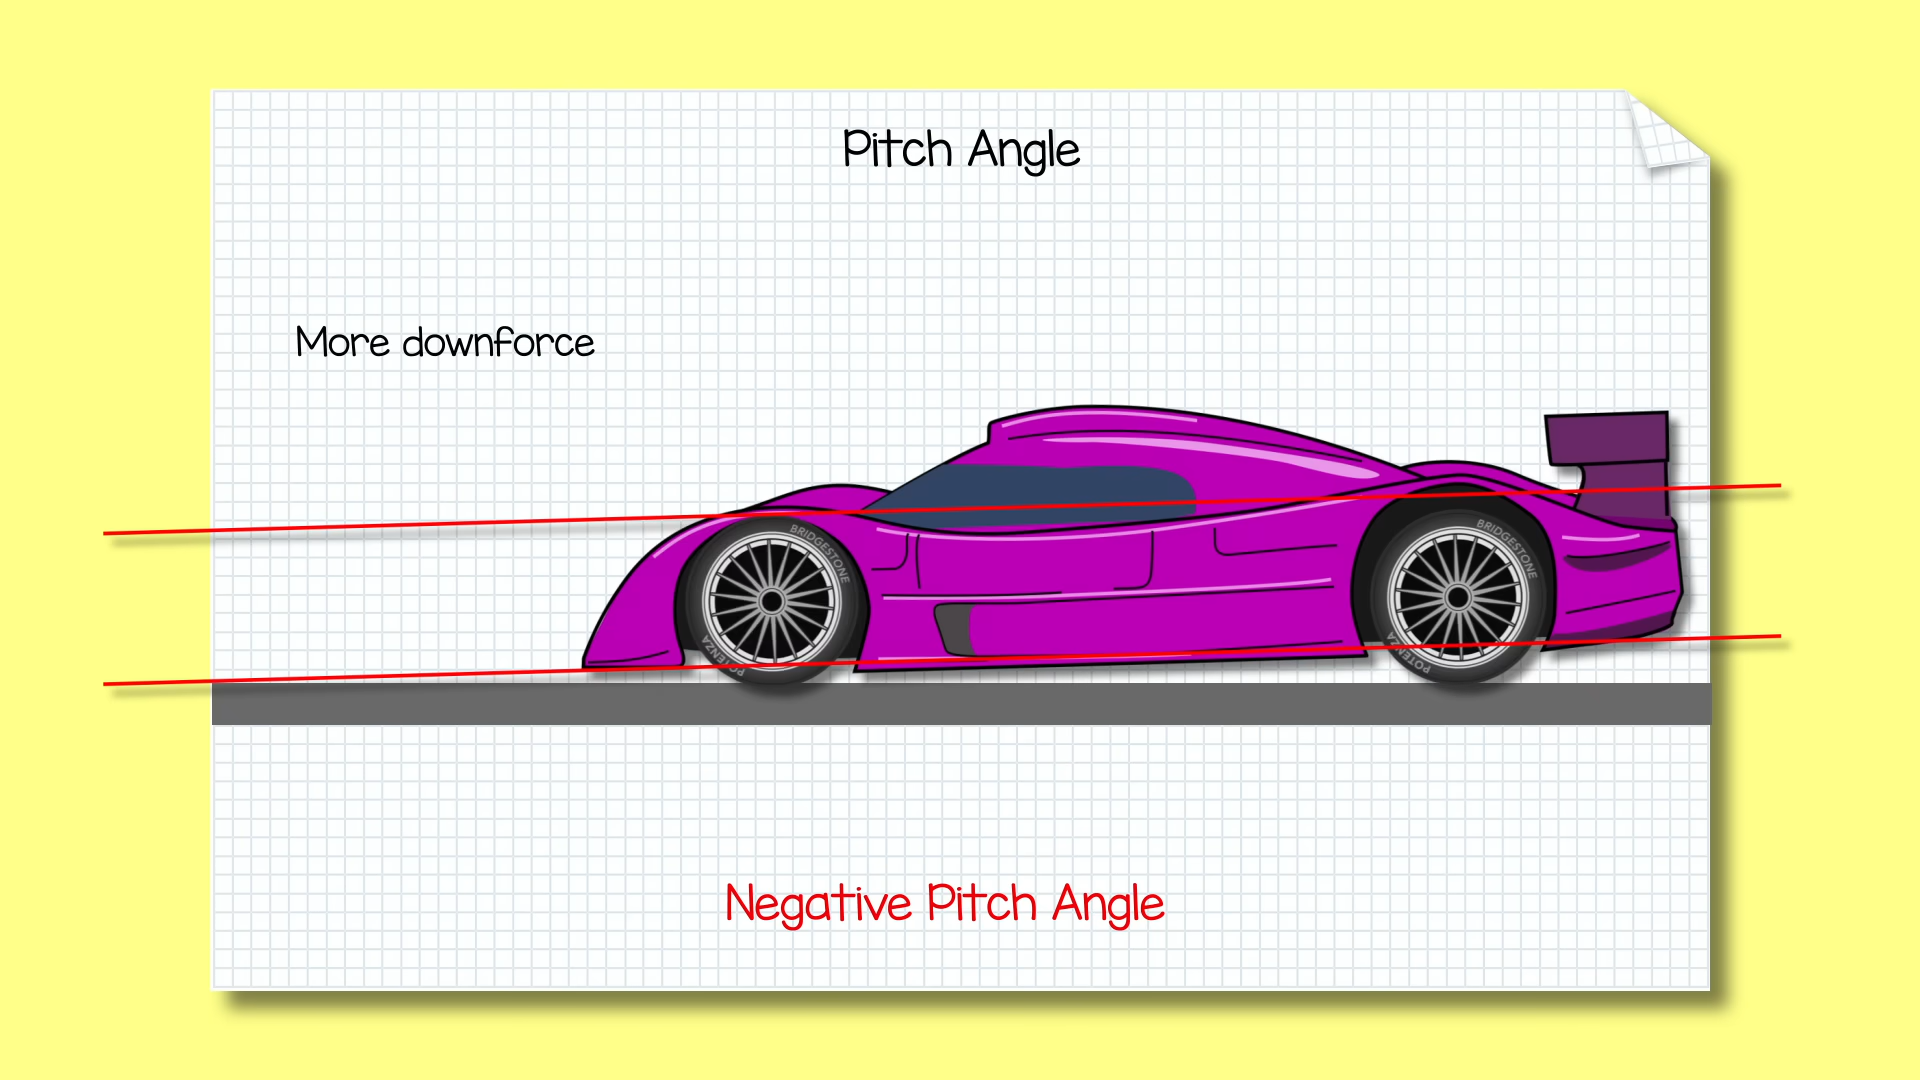 Pitch Angle
More downforce
BRIDGESTONE
BRIDGESTONE
POTENZA
POTENZA
Negative Pitch Angle